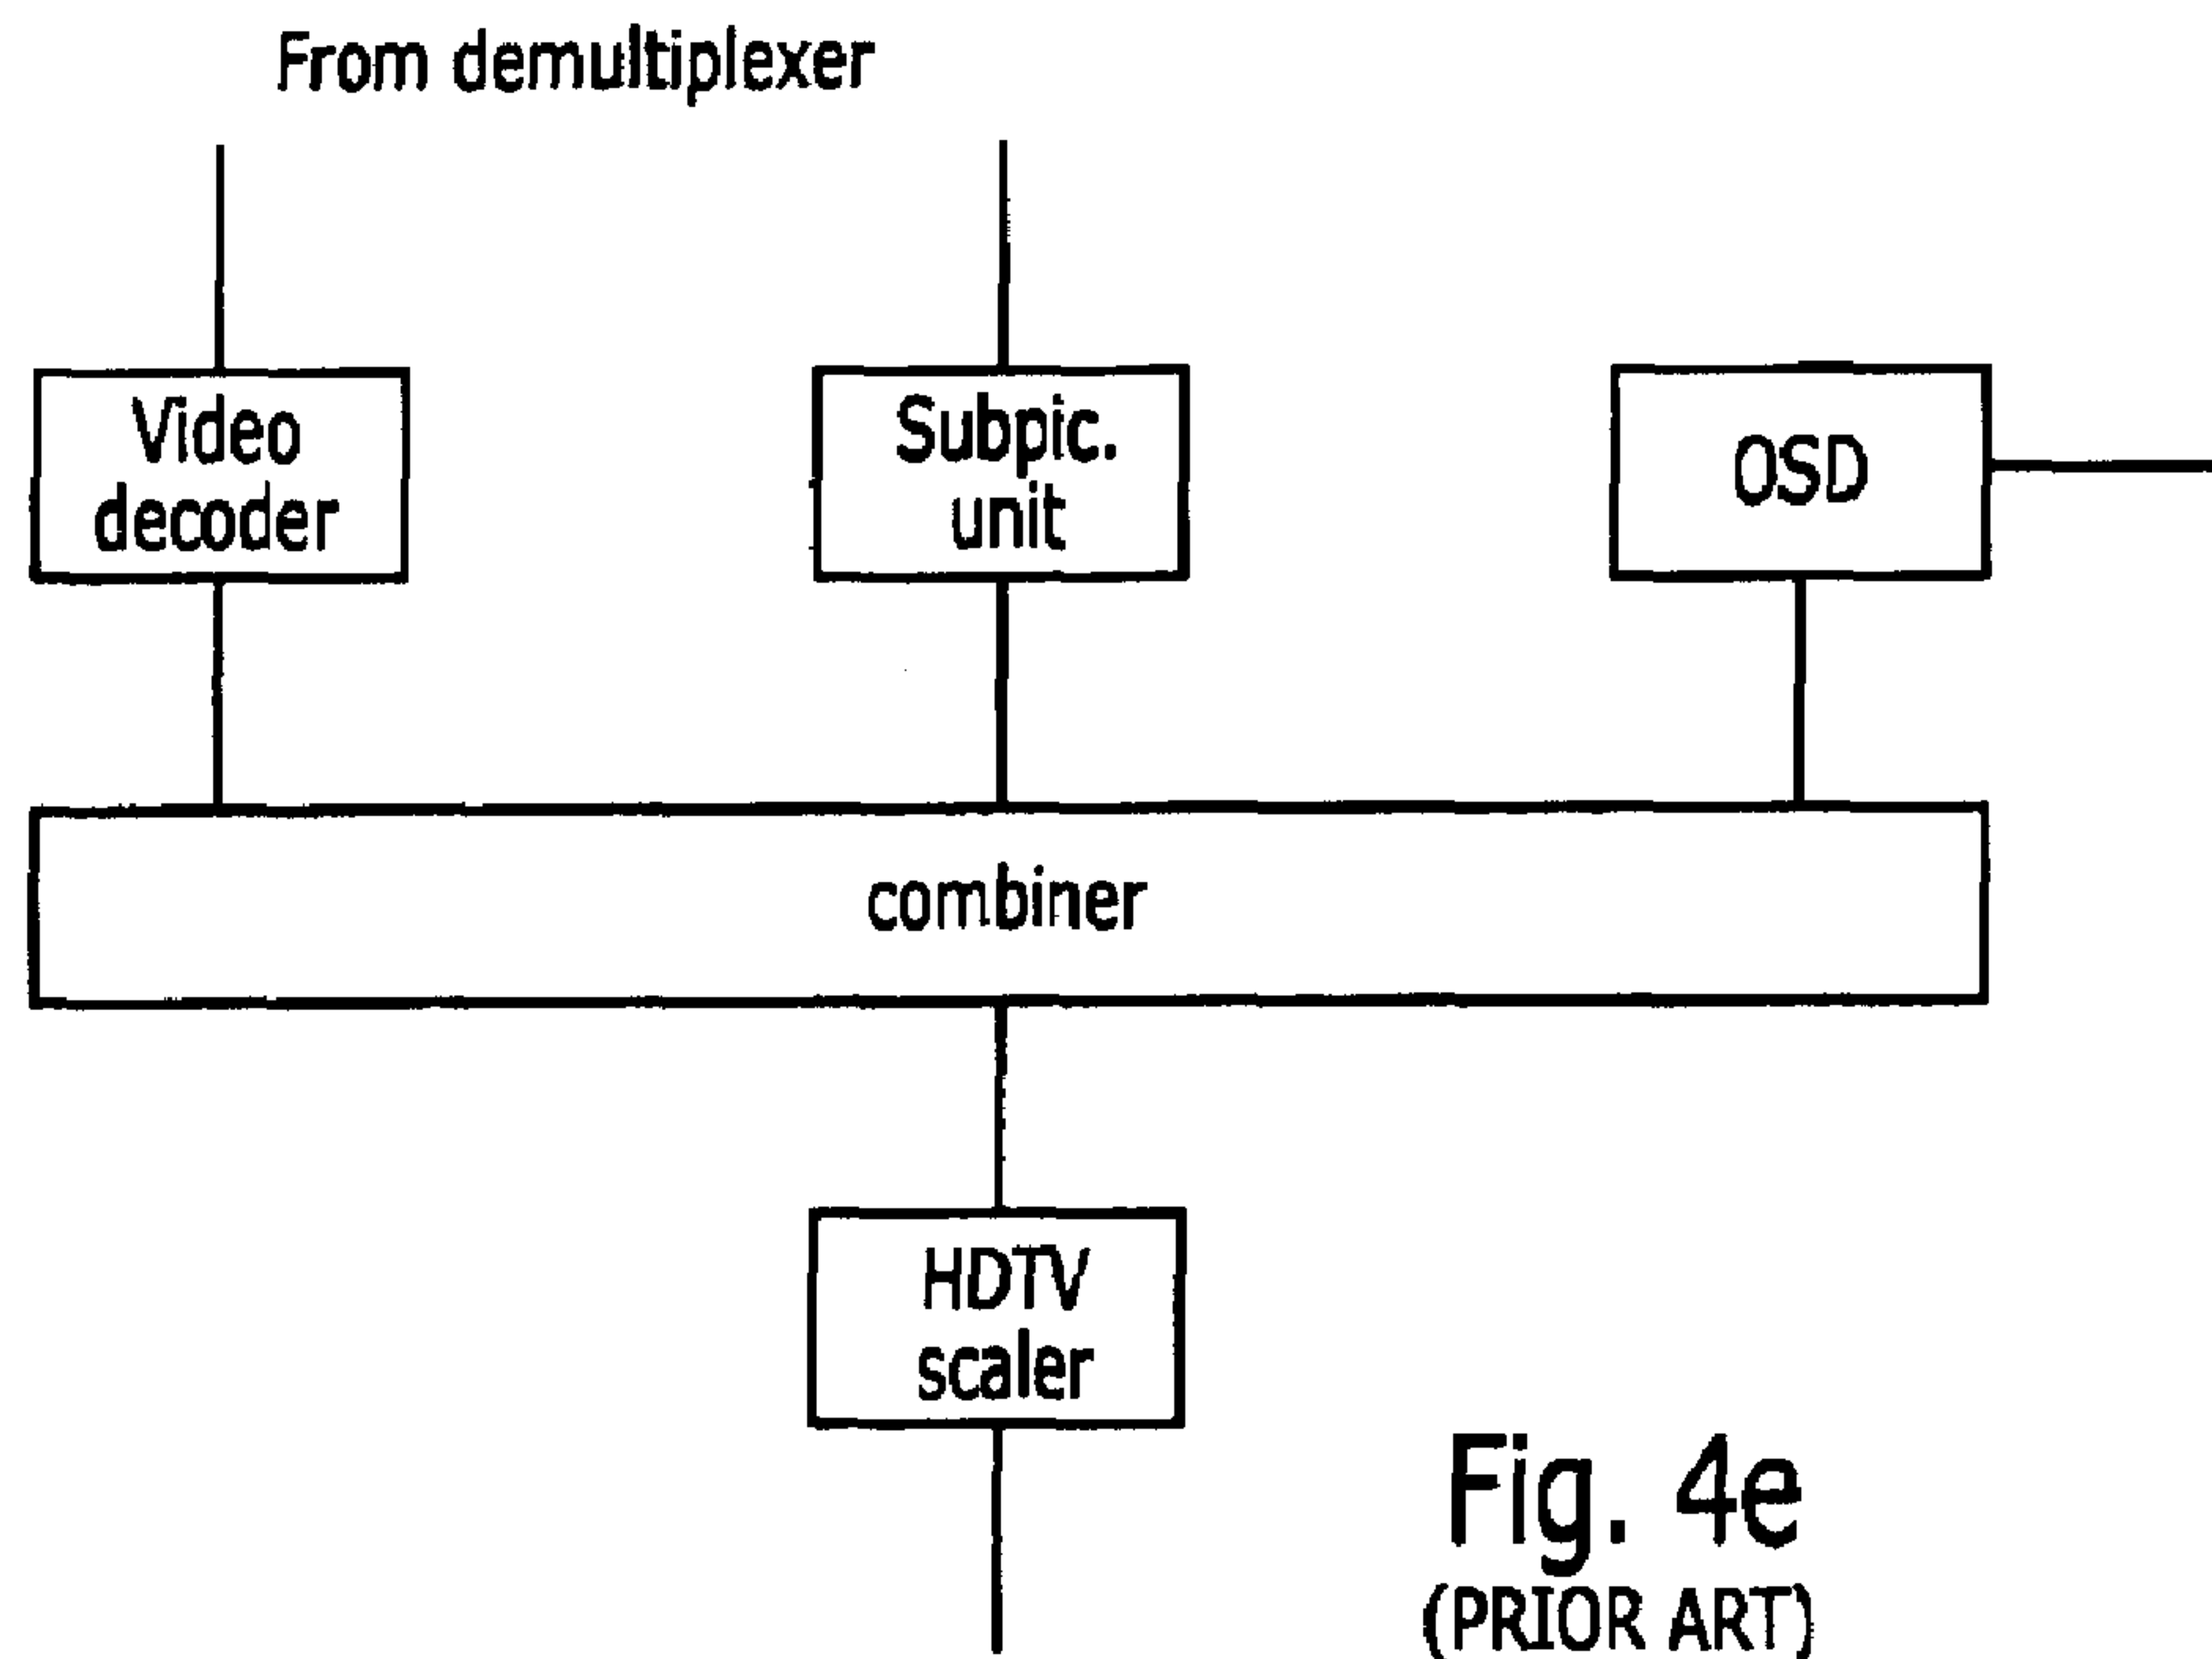 From demultiplexer
Video
decoder
Subpic.
unit
OSD
combiner
HDTV
scaler
Fig. 4e
(PRIOR ART)